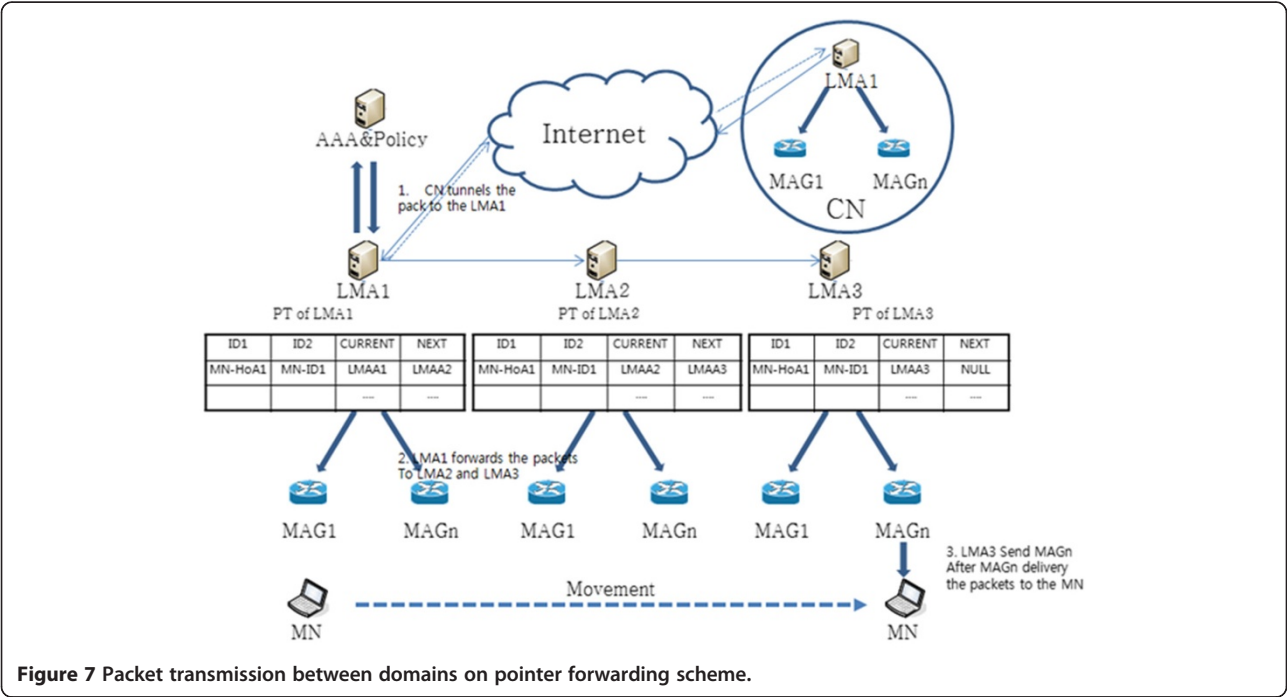 LMA1
Internet
AAA&Policy
MAG1
MAGn
CN
1. CN tunnels the
pack to the LMA1
LMA1
LMA2
LMA3
PT of LMA1
PT of LMA2
PT of LMA3
ID1 ID2 CURRENT NEXT
MN-HoA1 MN-ID1 LMAA1 LMAA2
.... ....
ID1 ID2 CURRENT NEXT
MN-HoA1 MN-ID1 LMAA2 LMAA3
.... ....
ID1 ID2 CURRENT NEXT
MN-HoA1 MN-ID1 LMAA3 NULL
.... ....
2. LMA1 forwards the packets
To LMA2 and LMA3
MAG1
MAGn
MAG1
MAGn
MAG1
MAGn
3. LMA3 Send MAGn
After MAGn delivery
the packets to the MN
Movement
MN
MN
Figure 7 Packet transmission between domains on pointer forwarding scheme.